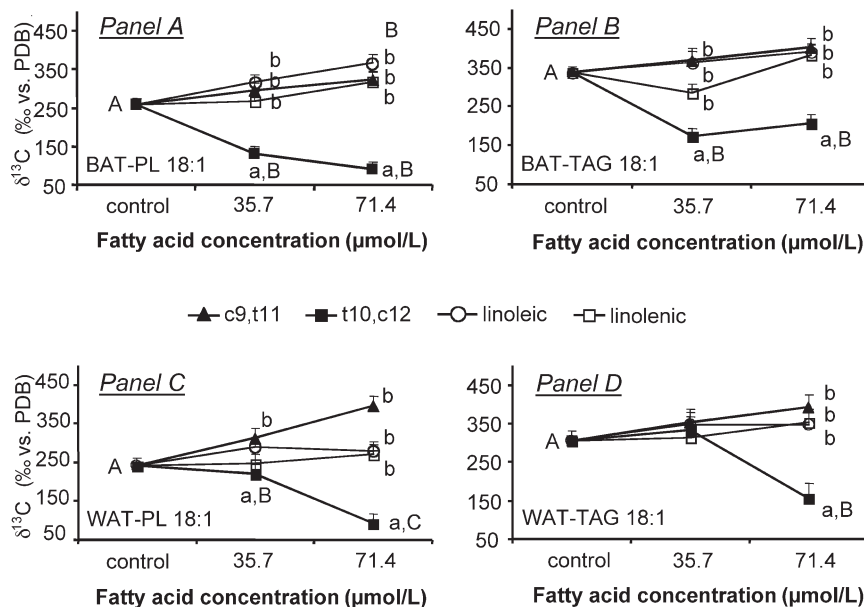 Panel A
B
450
b
b
350
b
b
A
b
250
b
150
50
BAT-PL 18:1
a,B
a,B
δ¹³C (‰ vs. PDB)
control
35.7
71.4
Fatty acid concentration (µmol/L)
Panel B
450
b
b
350
A
b
b
b
250
b
150
50
BAT-TAG 18:1
a,B
a,B
control
35.7
71.4
Fatty acid concentration (µmol/L)
c9,t11 t10,c12 linoleic linolenic
Panel C
450
b
350
b
b
250
A
b
150
a,B
50
WAT-PL 18:1
a,C
δ¹³C (‰ vs. PDB)
control
35.7
71.4
Fatty acid concentration (µmol/L)
Panel D
450
b
350
b
A
b
250
150
a,B
50
WAT-TAG 18:1
control
35.7
71.4
Fatty acid concentration (µmol/L)